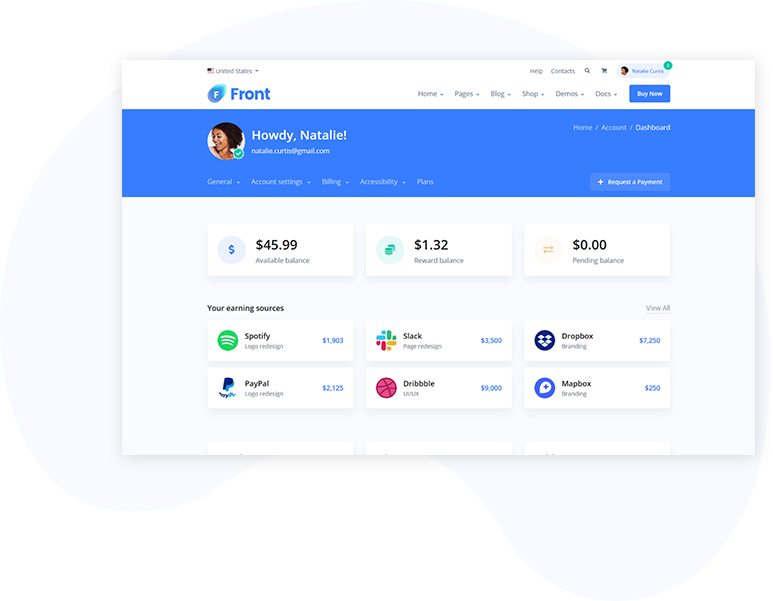 United States
Help Contacts Natalie Curtis
Front
Home Pages Blog Shop Demos Docs Buy Now
Howdy, Natalie!
natalie.curtis@gmail.com
Home / Account / Dashboard
General Account settings Billing Accessibility Plans
+ Request a Payment
$45.99
Available balance
$1.32
Reward balance
$0.00
Pending balance
Your earning sources
View All
Spotify
Logo redesign
$1,903
Slack
Page redesign
$3,500
Dropbox
Branding
$7,250
PayPal
Logo redesign
$2,125
Dribbble
UI/UX
$9,000
Mapbox
Branding
$250